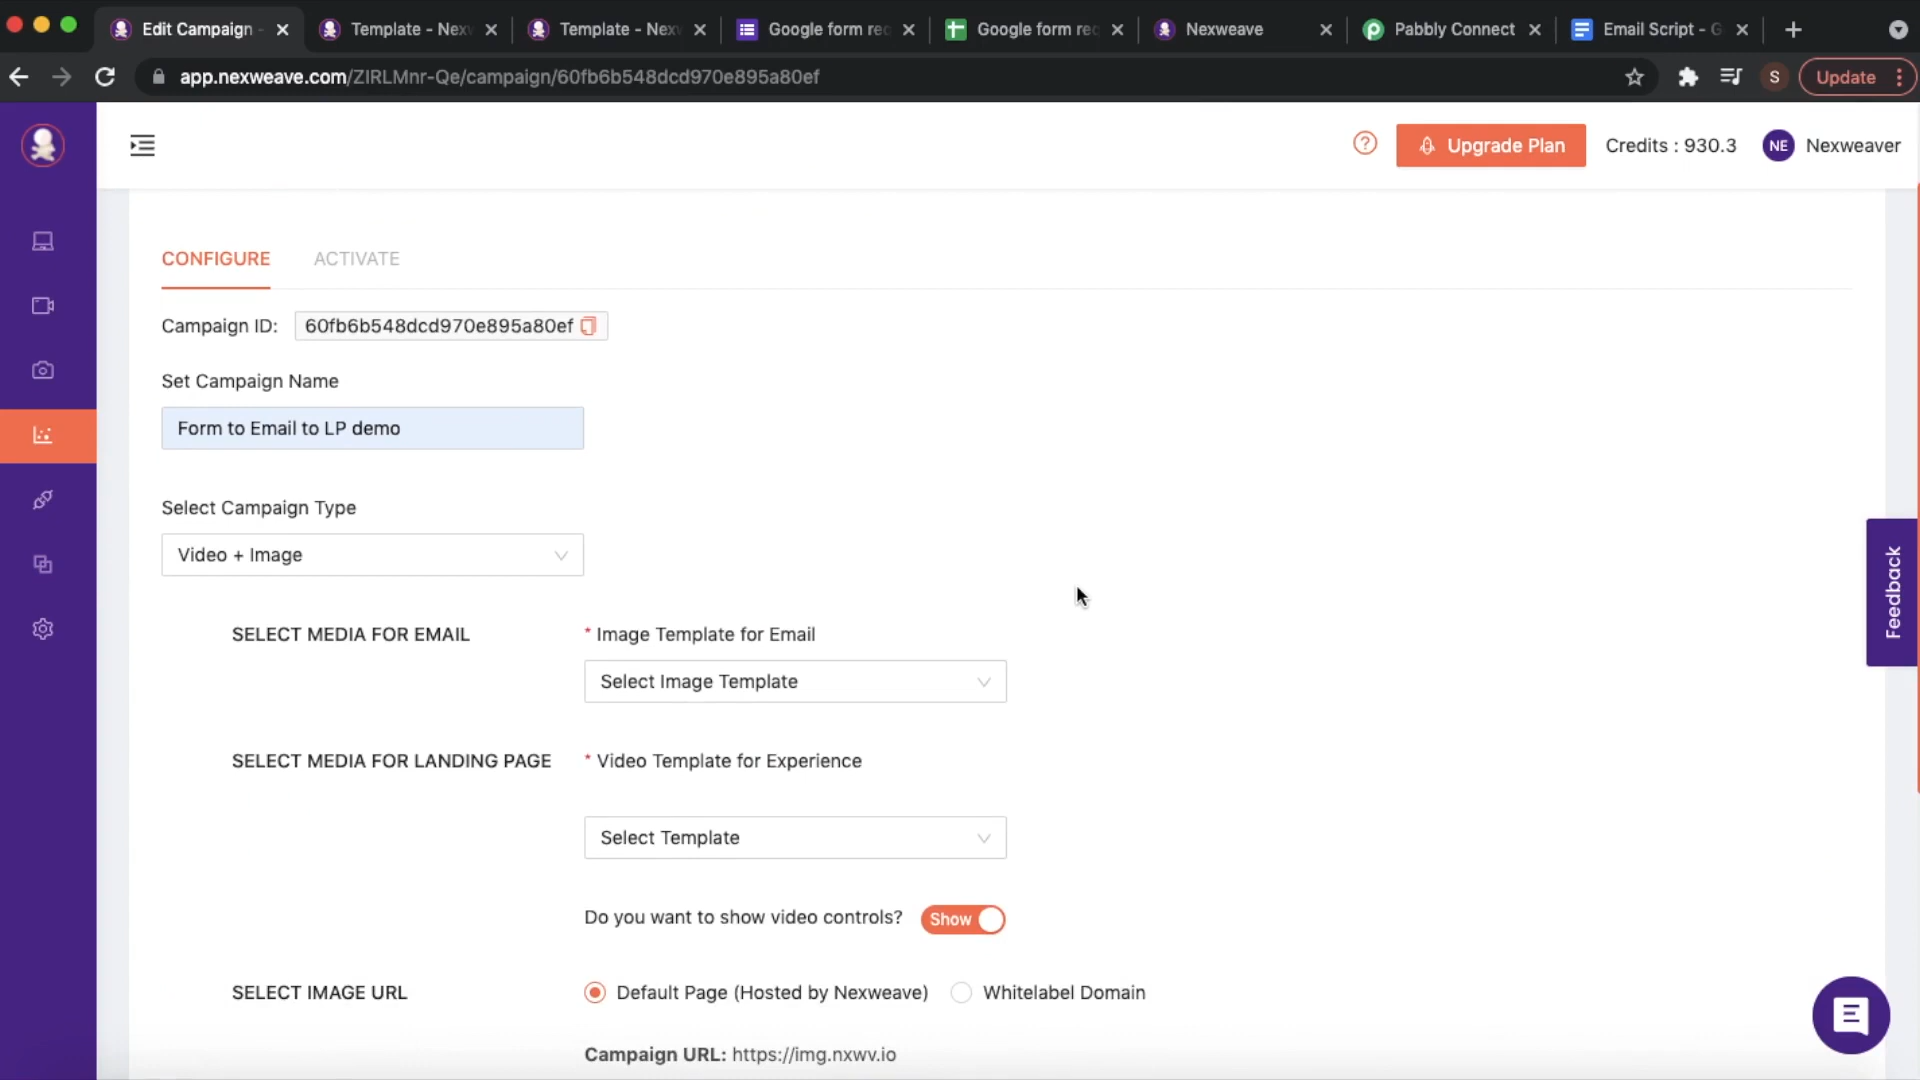 Edit Campaign -
Template - Nexw
Template - Nexw
Google form rec
Google form rec
Nexweave
Pabbly Connect
Email Script - G
app.nexweave.com/ZIRLMnr-Qe/campaign/60fb6b548dcd970e895a80ef
S
Update
Upgrade Plan
Credits : 930.3
NE
Nexweaver
CONFIGURE
ACTIVATE
Campaign ID: 60fb6b548dcd970e895a80ef
Set Campaign Name
Form to Email to LP demo
Select Campaign Type
Video + Image
SELECT MEDIA FOR EMAIL
* Image Template for Email
Select Image Template
SELECT MEDIA FOR LANDING PAGE
* Video Template for Experience
Select Template
Do you want to show video controls? Show
SELECT IMAGE URL
Default Page (Hosted by Nexweave)
Whitelabel Domain
Campaign URL: https://img.nxwv.io
Feedback